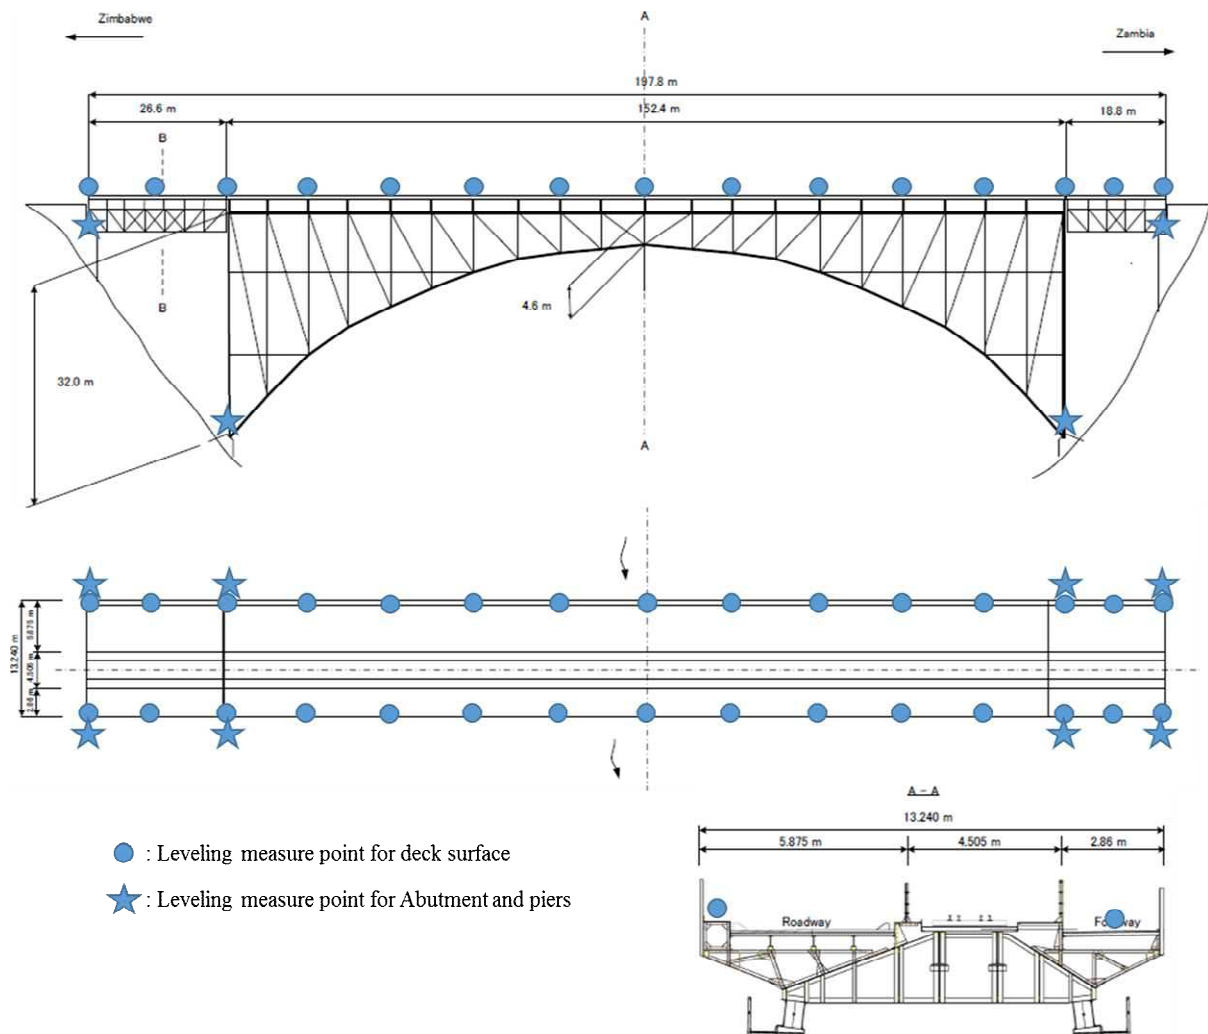 Zimbabwe
A
Zambia
197.8 m
26.6 m
152.4 m
18.8 m
B
4.6 m
B
32.0 m
A
5.875 m
13.240 m
4.505 m
2.86 m
A - A
13.240 m
5.875 m
4.505 m
2.86 m
: Leveling measure point for deck surface
: Leveling measure point for Abutment and piers
Roadway